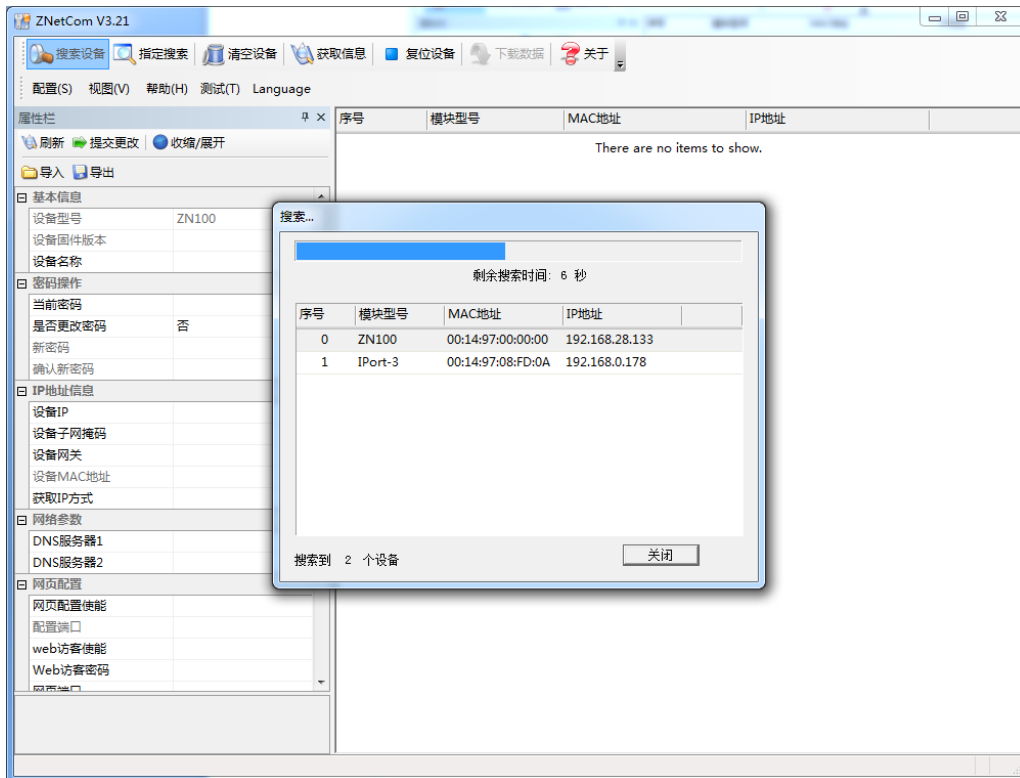 ZNetCom V3.21
搜索设备 指定搜索 清空设备 获取信息 复位设备 下载数据 关于
配置(S) 视图(V) 帮助(H) 测试(T) Language
属性栏
刷新 提交更改 收缩/展开
导入 导出
基本信息
设备型号 ZN100
设备固件版本
设备名称
密码操作
当前密码
是否更改密码 否
新密码
确认新密码
IP地址信息
设备IP
设备子网掩码
设备网关
设备MAC地址
获取IP方式
网络参数
DNS服务器1
DNS服务器2
网页配置
网页配置使能
配置端口
web访客使能
Web访客密码
网页端口
序号 模块型号 MAC地址 IP地址
There are no items to show.
搜索...
剩余搜索时间: 6 秒
序号 模块型号 MAC地址 IP地址
0 ZN100 00:14:97:00:00:00 192.168.28.133
1 IPort-3 00:14:97:08:FD:0A 192.168.0.178
搜索到 2 个设备
关闭